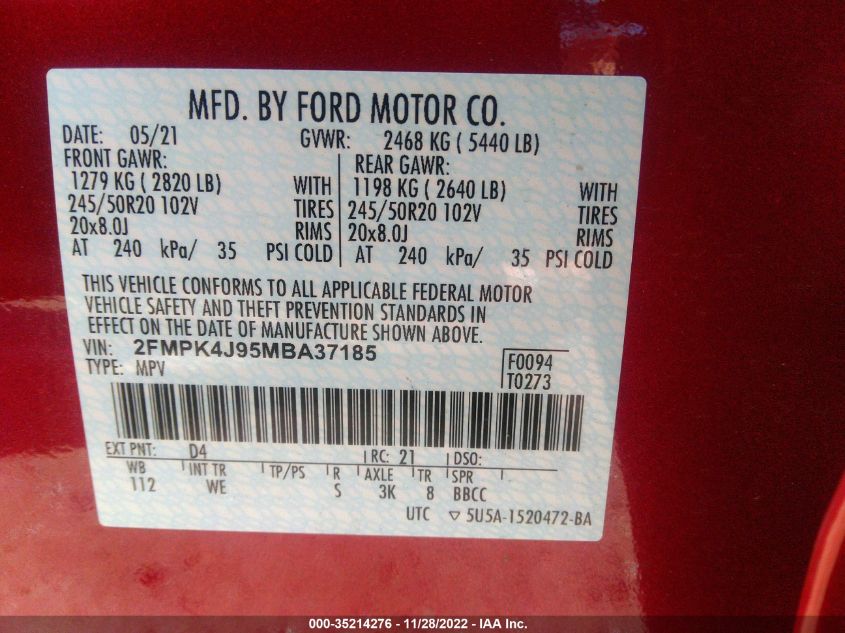 MFD. BY FORD MOTOR CO.
DATE: 05/21 GVWR: 2468 KG ( 5440 LB)
FRONT GAWR: REAR GAWR:
1279 KG ( 2820 LB) WITH 1198 KG ( 2640 LB) WITH
245/50R20 102V TIRES 245/50R20 102V TIRES
20x8.0J RIMS 20x8.0J RIMS
AT 240 kPa/ 35 PSI COLD AT 240 kPa/ 35 PSI COLD
THIS VEHICLE CONFORMS TO ALL APPLICABLE FEDERAL MOTOR
VEHICLE SAFETY AND THEFT PREVENTION STANDARDS IN
EFFECT ON THE DATE OF MANUFACTURE SHOWN ABOVE.
VIN: 2FMPK4J95MBA37185
TYPE: MPV
F0094
T0273
EXT PNT: D4 RC: 21 DSO:
WB INT TR TP/PS R AXLE TR SPR
112 WE S 3K 8 BBCC
UTC ▽ 5U5A-1520472-BA
000-35214276 - 11/28/2022 - IAA Inc.